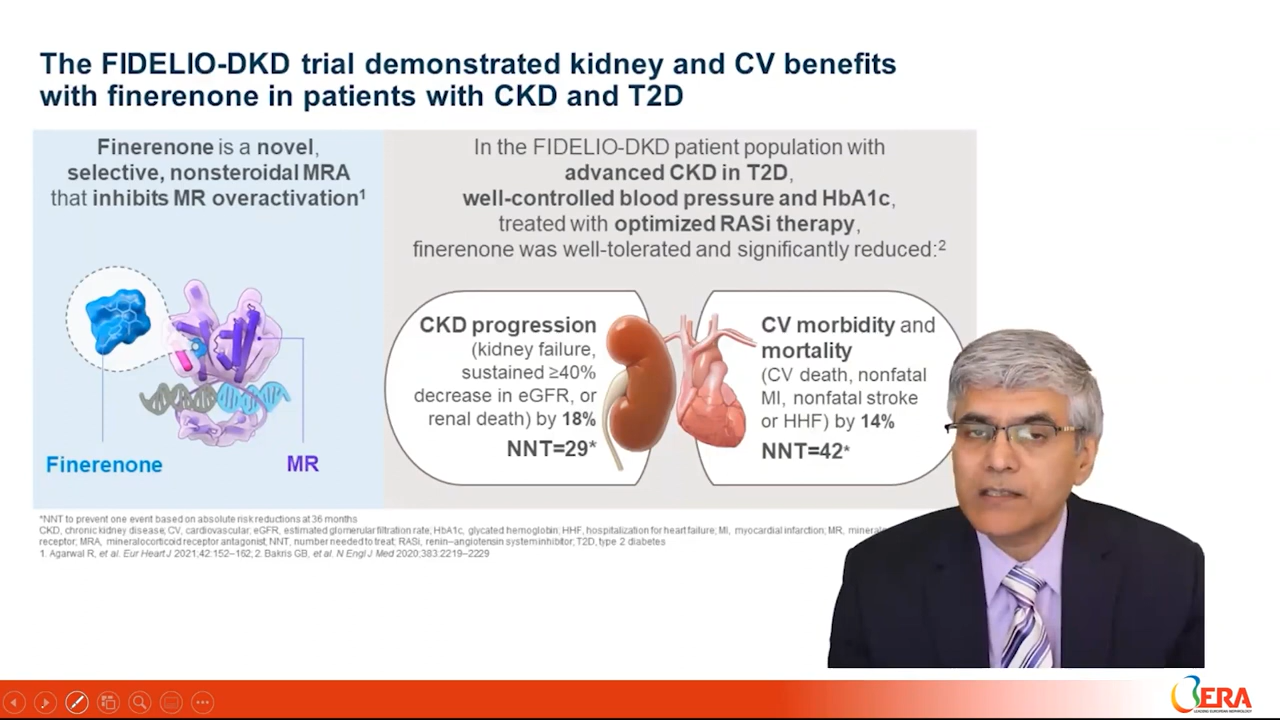 The FIDELIO-DKD trial demonstrated kidney and CV benefits
with finerenone in patients with CKD and T2D
Finerenone is a novel,
selective, nonsteroidal MRA
that inhibits MR overactivation¹
Finerenone
MR
In the FIDELIO-DKD patient population with
advanced CKD in T2D,
well-controlled blood pressure and HbA1c,
treated with optimized RASi therapy,
finerenone was well-tolerated and significantly reduced:²
CKD progression
(kidney failure,
sustained ≥40%
decrease in eGFR, or
renal death) by 18%
NNT=29*
CV morbidity and
mortality
(CV death, nonfatal
MI, nonfatal stroke
or HHF) by 14%
NNT=42*
*NNT to prevent one event based on absolute risk reductions at 36 months
CKD, chronic kidney disease; CV, cardiovascular; eGFR, estimated glomerular filtration rate; HbA1c, glycated hemoglobin; HHF, hospitalization for heart failure; MI, myocardial infarction; MR,
receptor; MRA, mineralocorticoid receptor antagonist; NNT, number needed to treat; RASi, renin–angiotensin system inhibitor; T2D, type 2 diabetes
1. Agarwal R, et al. Eur Heart J 2021;42:152–162; 2. Bakris GB, et al. N Engl J Med 2020;383:2219–2229
ERA
LEADING EUROPEAN NEPHROLOGY